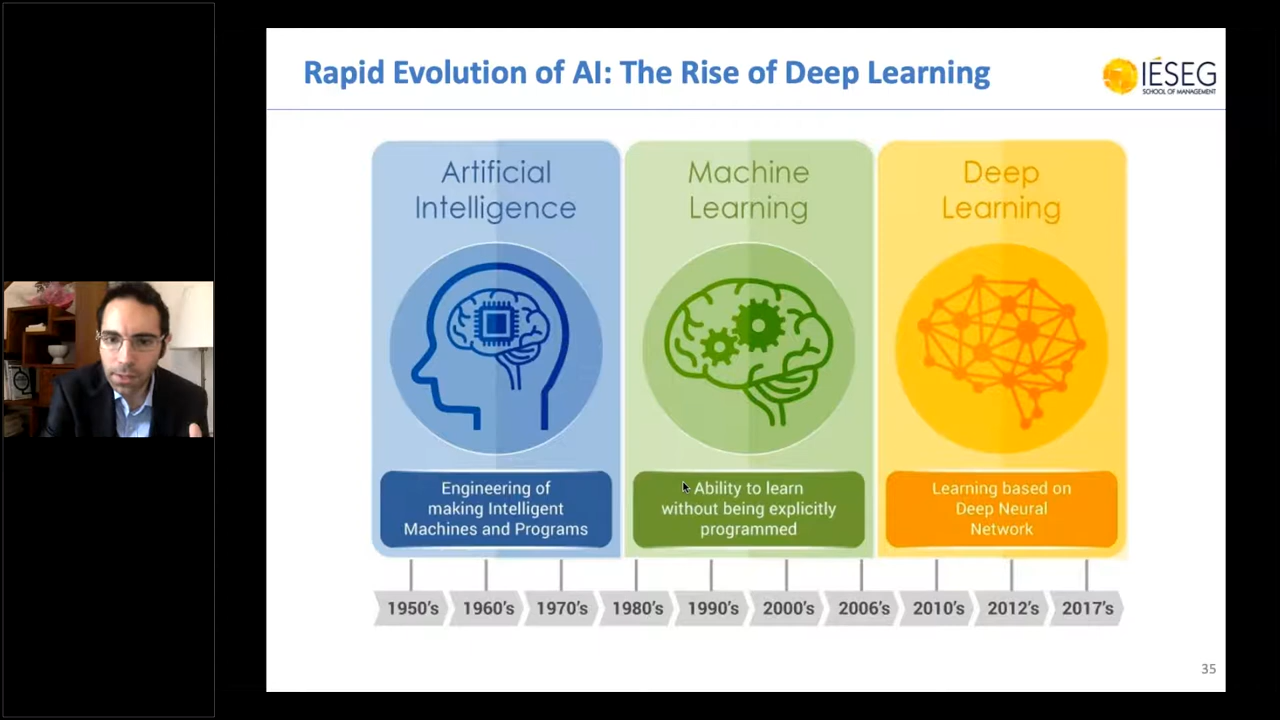 Rapid Evolution of AI: The Rise of Deep Learning
IÉSEG
SCHOOL OF MANAGEMENT
Artificial
Intelligence
Engineering of
making Intelligent
Machines and Programs
Machine
Learning
Ability to learn
without being explicitly
programmed
Deep
Learning
Learning based on
Deep Neural
Network
1950's 1960's 1970's 1980's 1990's 2000's 2006's 2010's 2012's 2017's
35